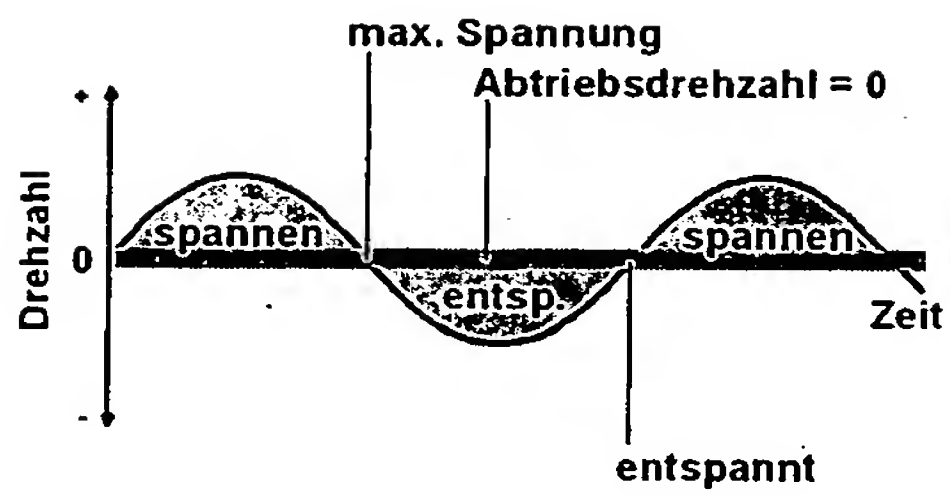 max. Spannung
Abtriebsdrehzahl = 0
+
Drehzahl
0
spannen
spannen
entsp.
Zeit
-
entspannt